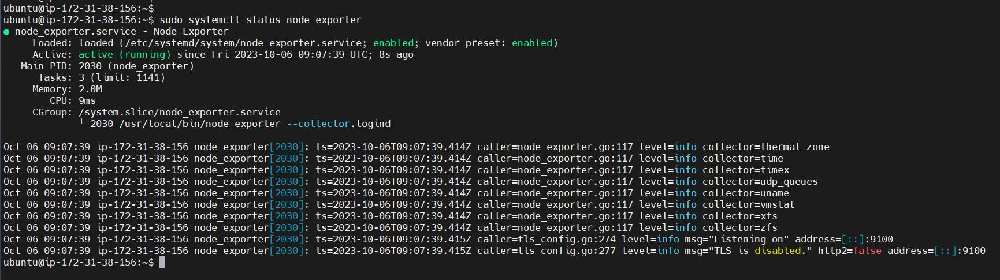 ubuntu@ip-172-31-38-156:~$
ubuntu@ip-172-31-38-156:~$ sudo systemctl status node_exporter
● node_exporter.service - Node Exporter
     Loaded: loaded (/etc/systemd/system/node_exporter.service; enabled; vendor preset: enabled)
     Active: active (running) since Fri 2023-10-06 09:07:39 UTC; 8s ago
   Main PID: 2030 (node_exporter)
      Tasks: 3 (limit: 1141)
     Memory: 2.0M
        CPU: 9ms
     CGroup: /system.slice/node_exporter.service
             └─2030 /usr/local/bin/node_exporter --collector.logind
Oct 06 09:07:39 ip-172-31-38-156 node_exporter[2030]: ts=2023-10-06T09:07:39.414Z caller=node_exporter.go:117 level=info collector=thermal_zone
Oct 06 09:07:39 ip-172-31-38-156 node_exporter[2030]: ts=2023-10-06T09:07:39.414Z caller=node_exporter.go:117 level=info collector=time
Oct 06 09:07:39 ip-172-31-38-156 node_exporter[2030]: ts=2023-10-06T09:07:39.414Z caller=node_exporter.go:117 level=info collector=timex
Oct 06 09:07:39 ip-172-31-38-156 node_exporter[2030]: ts=2023-10-06T09:07:39.414Z caller=node_exporter.go:117 level=info collector=udp_queues
Oct 06 09:07:39 ip-172-31-38-156 node_exporter[2030]: ts=2023-10-06T09:07:39.414Z caller=node_exporter.go:117 level=info collector=uname
Oct 06 09:07:39 ip-172-31-38-156 node_exporter[2030]: ts=2023-10-06T09:07:39.414Z caller=node_exporter.go:117 level=info collector=vmstat
Oct 06 09:07:39 ip-172-31-38-156 node_exporter[2030]: ts=2023-10-06T09:07:39.414Z caller=node_exporter.go:117 level=info collector=xfs
Oct 06 09:07:39 ip-172-31-38-156 node_exporter[2030]: ts=2023-10-06T09:07:39.414Z caller=node_exporter.go:117 level=info collector=zfs
Oct 06 09:07:39 ip-172-31-38-156 node_exporter[2030]: ts=2023-10-06T09:07:39.415Z caller=tls_config.go:274 level=info msg="Listening on" address=[::]:9100
Oct 06 09:07:39 ip-172-31-38-156 node_exporter[2030]: ts=2023-10-06T09:07:39.415Z caller=tls_config.go:277 level=info msg="TLS is disabled." http2=false address=[::]:9100
ubuntu@ip-172-31-38-156:~$